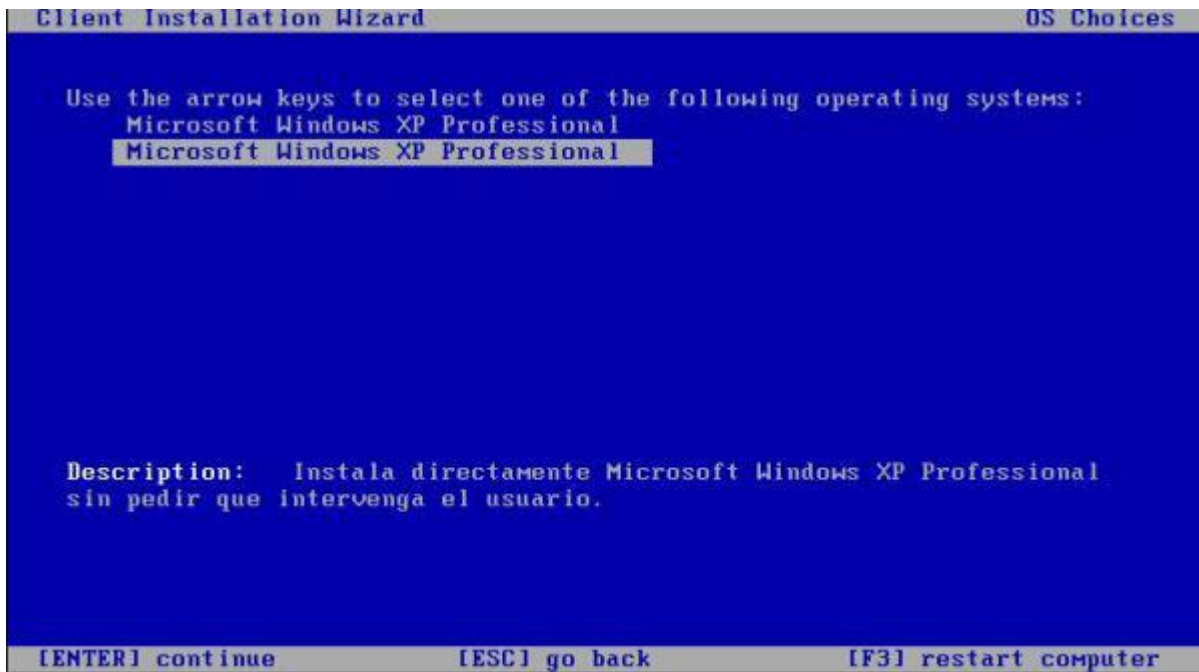 Client Installation Wizard OS Choices
Use the arrow keys to select one of the following operating systems:
Microsoft Windows XP Professional
Microsoft Windows XP Professional
Description: Instala directamente Microsoft Windows XP Professional
sin pedir que intervenga el usuario.
[ENTER] continue [ESC] go back [F3] restart computer